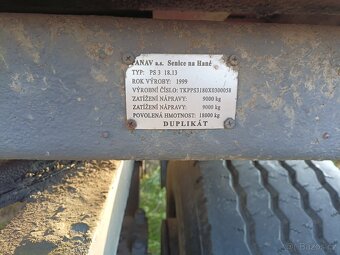 PANAV a.s. Senice na Hané
TYP: PS 3 18.13
ROK VÝROBY: 1999
VÝROBNÍ ČÍSLO: TKPPS3180X0300058
ZATÍŽENÍ NÁPRAVY: 9000 kg
ZATÍŽENÍ NÁPRAVY: 9000 kg
POVOLENÁ HMOTNOST: 18000 kg
DUPLIKÁT